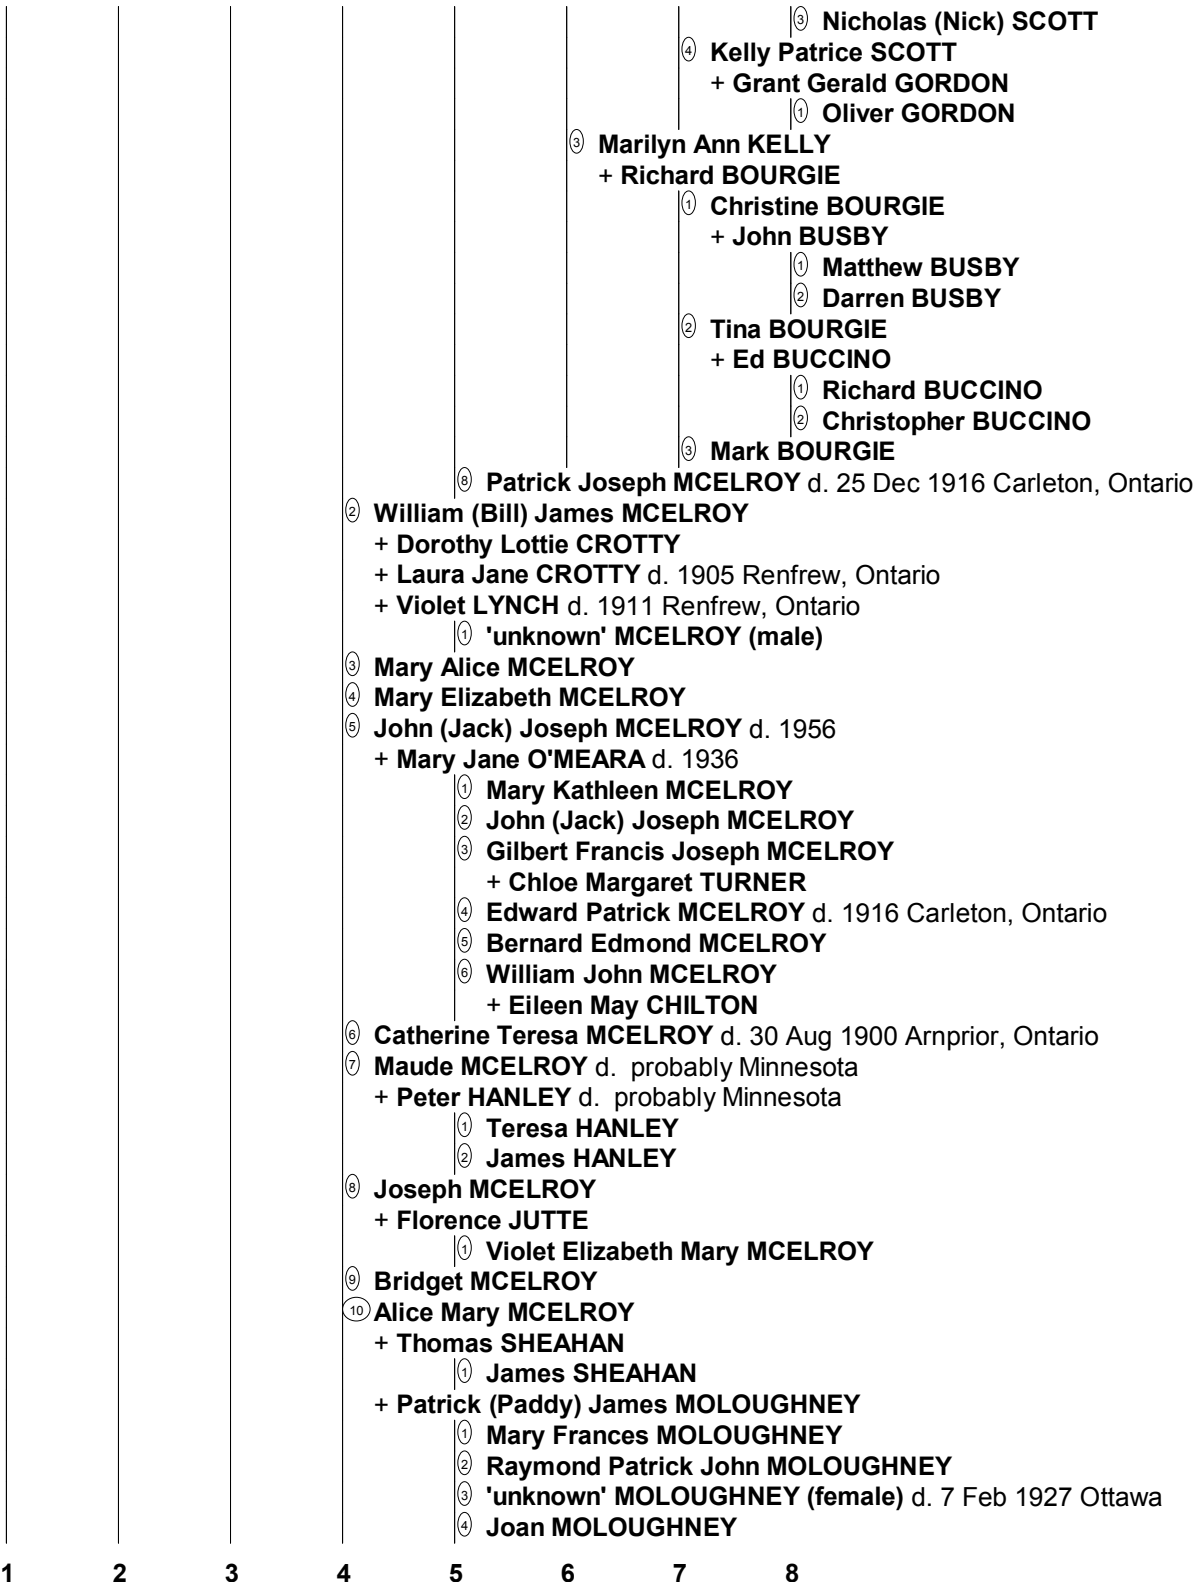 ③ Nicholas (Nick) SCOTT
④ Kelly Patrice SCOTT
+ Grant Gerald GORDON
① Oliver GORDON
③ Marilyn Ann KELLY
+ Richard BOURGIE
① Christine BOURGIE
+ John BUSBY
① Matthew BUSBY
② Darren BUSBY
② Tina BOURGIE
+ Ed BUCCINO
① Richard BUCCINO
② Christopher BUCCINO
③ Mark BOURGIE
⑧ Patrick Joseph MCELROY d. 25 Dec 1916 Carleton, Ontario
② William (Bill) James MCELROY
+ Dorothy Lottie CROTTY
+ Laura Jane CROTTY d. 1905 Renfrew, Ontario
+ Violet LYNCH d. 1911 Renfrew, Ontario
① 'unknown' MCELROY (male)
③ Mary Alice MCELROY
④ Mary Elizabeth MCELROY
⑤ John (Jack) Joseph MCELROY d. 1956
+ Mary Jane O'MEARA d. 1936
① Mary Kathleen MCELROY
② John (Jack) Joseph MCELROY
③ Gilbert Francis Joseph MCELROY
+ Chloe Margaret TURNER
④ Edward Patrick MCELROY d. 1916 Carleton, Ontario
⑤ Bernard Edmond MCELROY
⑥ William John MCELROY
+ Eileen May CHILTON
⑥ Catherine Teresa MCELROY d. 30 Aug 1900 Arnprior, Ontario
⑦ Maude MCELROY d. probably Minnesota
+ Peter HANLEY d. probably Minnesota
① Teresa HANLEY
② James HANLEY
⑧ Joseph MCELROY
+ Florence JUTTE
① Violet Elizabeth Mary MCELROY
⑨ Bridget MCELROY
⑩ Alice Mary MCELROY
+ Thomas SHEAHAN
① James SHEAHAN
+ Patrick (Paddy) James MOLOUGHNEY
① Mary Frances MOLOUGHNEY
② Raymond Patrick John MOLOUGHNEY
③ 'unknown' MOLOUGHNEY (female) d. 7 Feb 1927 Ottawa
④ Joan MOLOUGHNEY
1 2 3 4 5 6 7 8